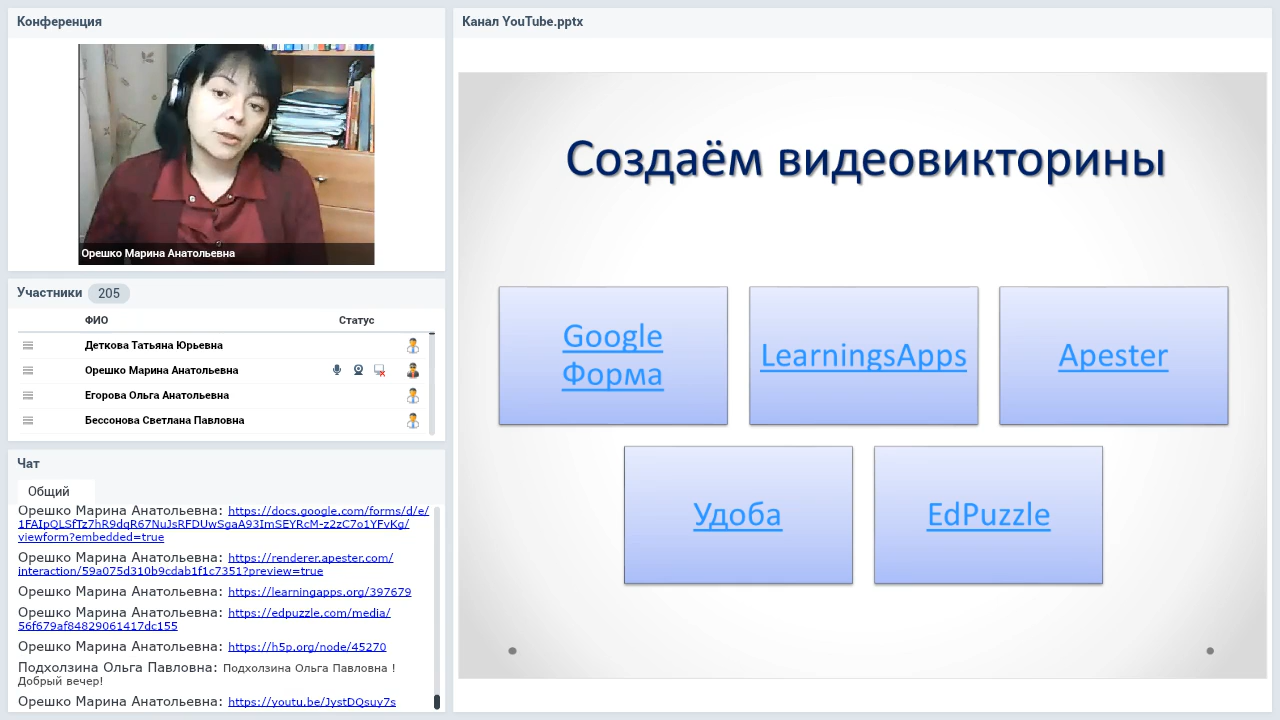 Конференция
Орешко Марина Анатольевна
Участники 205
ФИО Статус
Деткова Татьяна Юрьевна
Орешко Марина Анатольевна
Егорова Ольга Анатольевна
Бессонова Светлана Павловна
Чат
Общий
Орешко Марина Анатольевна: https://docs.google.com/forms/d/e/
1FAIpQLSfTz7hR9dqR67NuJsRFDUwSgaA93ImSEYRcM-z2zC7o1YFvKg/
viewform?embedded=true
Орешко Марина Анатольевна: https://renderer.apester.com/
interaction/59a075d310b9cdab1f1c7351?preview=true
Орешко Марина Анатольевна: https://learningapps.org/397679
Орешко Марина Анатольевна: https://edpuzzle.com/media/
56f679af84829061417dc155
Орешко Марина Анатольевна: https://h5p.org/node/45270
Подхолзина Ольга Павловна: Подхолзина Ольга Павловна !
Добрый вечер!
Орешко Марина Анатольевна: https://youtu.be/JystDQsuy7s
Канал YouTube.pptx
Создаём видеовикторины
Google
Форма
LearningsApps
Apester
Удоба
EdPuzzle